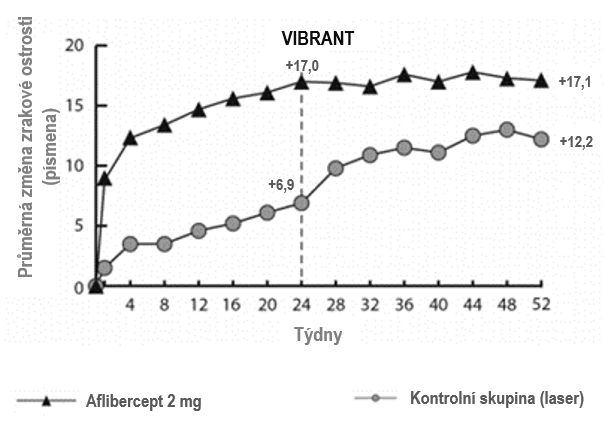 VIBRANT
Průměrná změna zrakové ostrosti
(písmena)
20
15
10
5
0
+17,0
+17,1
+12,2
+6,9
4 8 12 16 20 24 28 32 36 40 44 48 52
Týdny
Aflibercept 2 mg
Kontrolní skupina (laser)